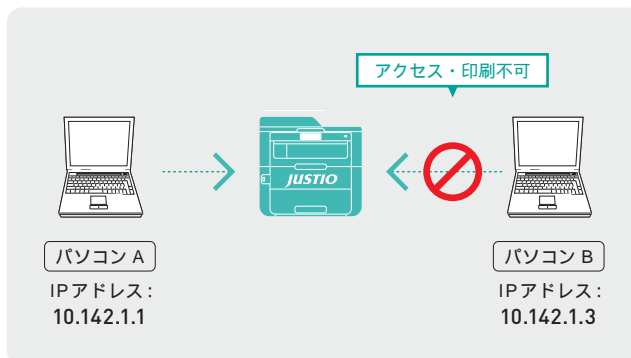 アクセス・印刷不可
JUSTIO
パソコン A
IPアドレス:
10.142.1.1
パソコン B
IPアドレス:
10.142.1.3